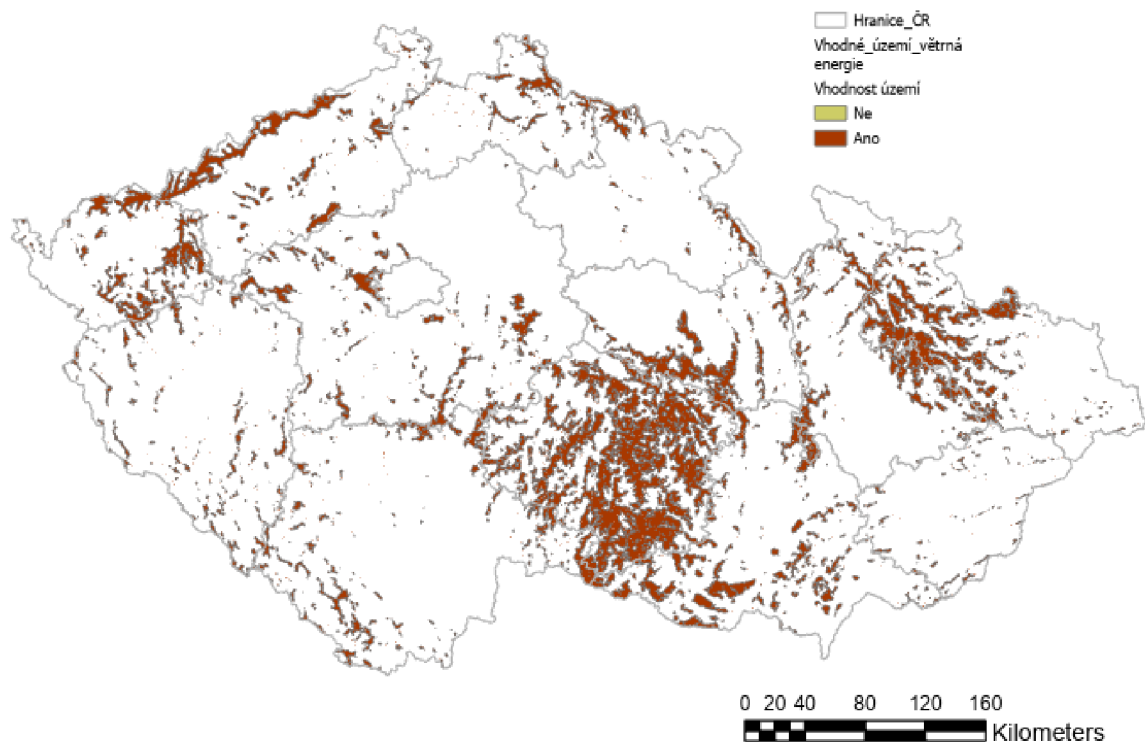 Hranice_ČR
Vhodné_území_větrná
energie
Vhodnost území
Ne
Ano
0 20 40 80 120 160
Kilometers